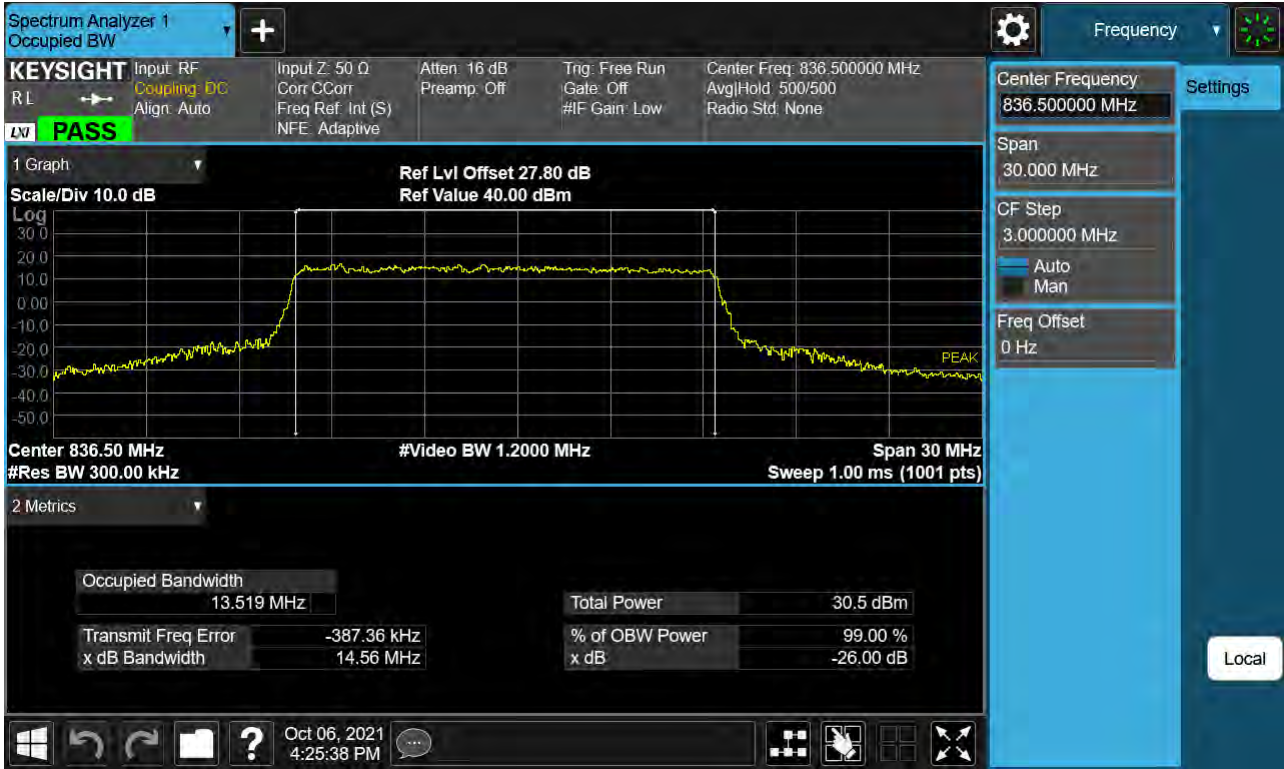 Spectrum Analyzer 1
Occupied BW
Frequency
KEYSIGHT
RL
LXI
PASS
Input: RF
Coupling: DC
Align: Auto
Input Z: 50 Ω
Corr CCorr
Freq Ref: Int (S)
NFE: Adaptive
Atten: 16 dB
Preamp: Off
Trig: Free Run
Gate: Off
#IF Gain: Low
Center Freq: 836.500000 MHz
Avg|Hold: 500/500
Radio Std: None
Center Frequency
836.500000 MHz
Settings
Span
30.000 MHz
CF Step
3.000000 MHz
Auto
Man
Freq Offset
0 Hz
Local
1 Graph
Scale/Div 10.0 dB
Ref Lvl Offset 27.80 dB
Ref Value 40.00 dBm
Log
30.0
20.0
10.0
0.00
-10.0
-20.0
-30.0
-40.0
-50.0
PEAK
Center 836.50 MHz
#Video BW 1.2000 MHz
Span 30 MHz
#Res BW 300.00 kHz
Sweep 1.00 ms (1001 pts)
2 Metrics
Occupied Bandwidth
13.519 MHz
Total Power 30.5 dBm
Transmit Freq Error -387.36 kHz
% of OBW Power 99.00 %
x dB Bandwidth 14.56 MHz
x dB -26.00 dB
?
Oct 06, 2021
4:25:38 PM